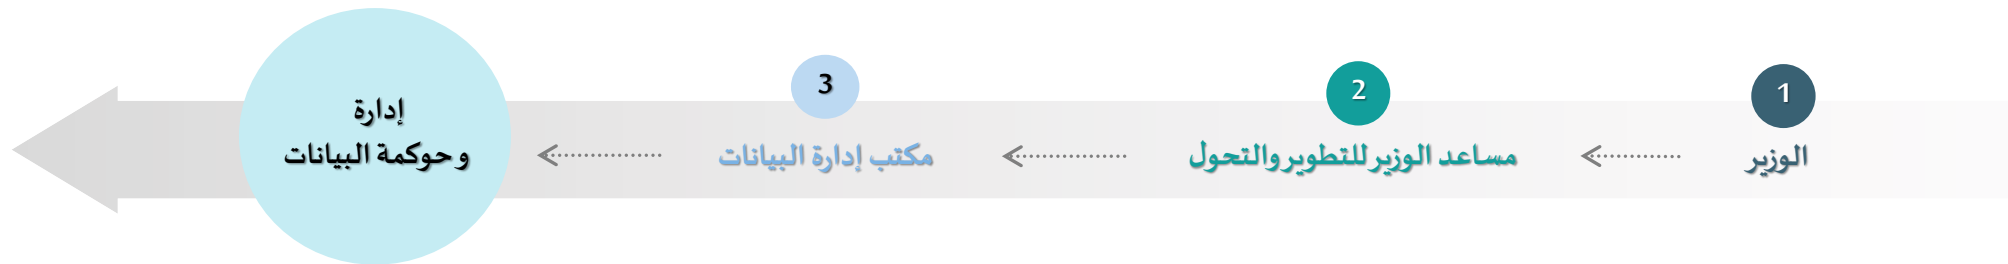 1
الوزير
2
مساعد الوزير للتطوير والتحول
3
مكتب إدارة البيانات
إدارة
وحوكمة البيانات